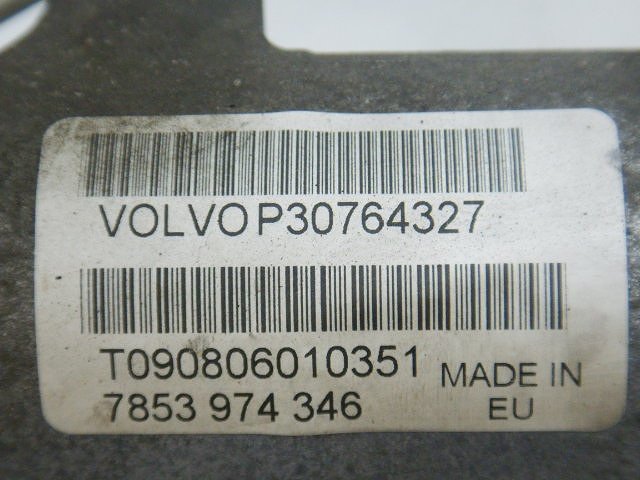 VOLVO P30764327
T090806010351
7853 974 346
MADE IN
EU